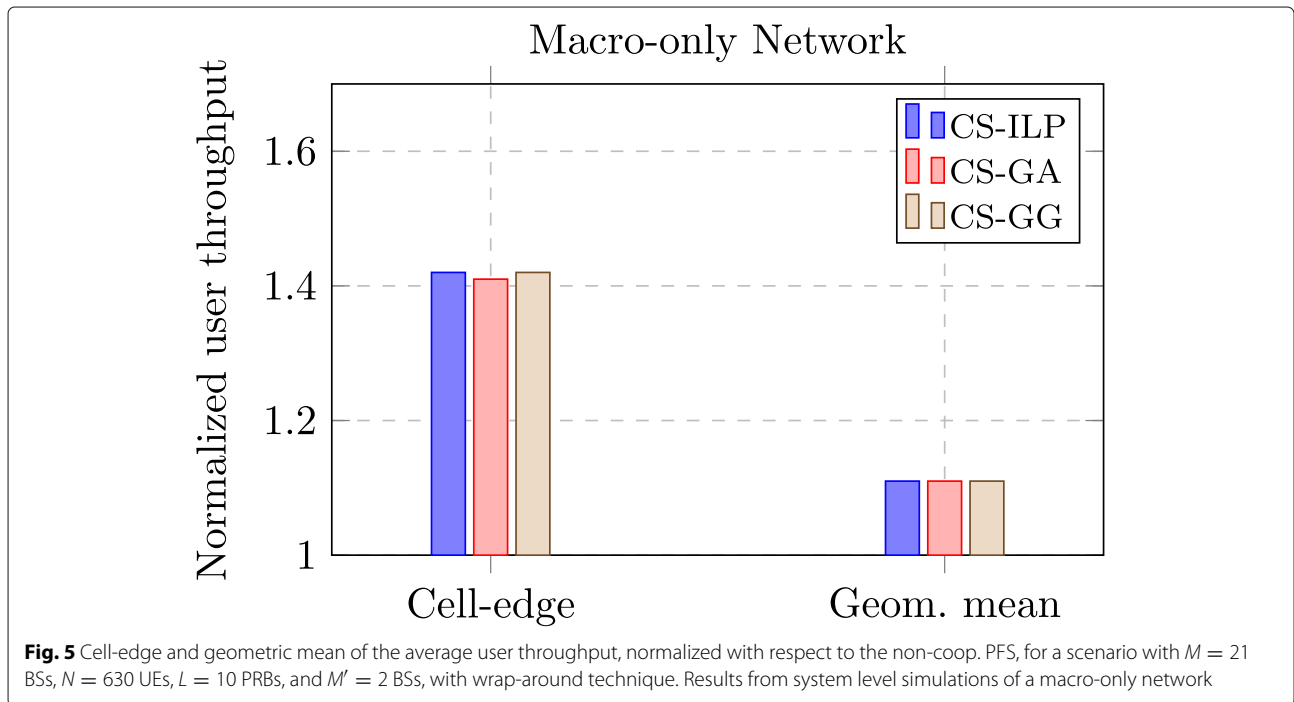 Macro-only Network
Normalized user throughput
1.6
1.4
1.2
1
CS-ILP
CS-GA
CS-GG
Cell-edge
Geom. mean
Fig. 5 Cell-edge and geometric mean of the average user throughput, normalized with respect to the non-coop. PFS, for a scenario with M = 21
BSs, N = 630 UEs, L = 10 PRBs, and M′ = 2 BSs, with wrap-around technique. Results from system level simulations of a macro-only network